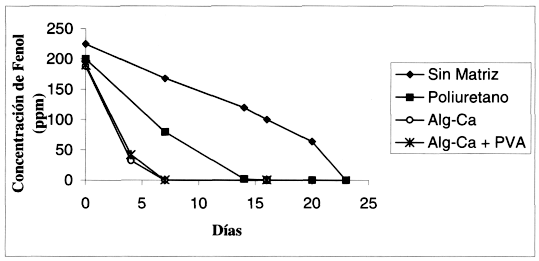 Concentración de Fenol
(ppm)
250
200
150
100
50
0
0 5 10 15 20 25
Días
Sin Matriz
Poliuretano
Alg-Ca
Alg-Ca + PVA